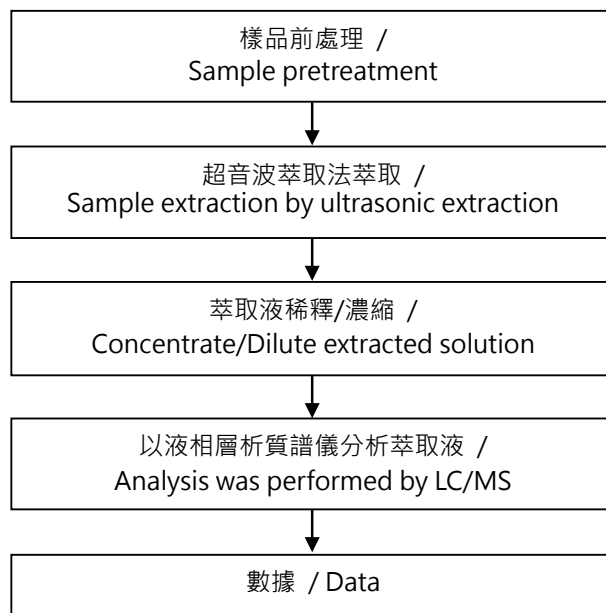 樣品前處理 /
Sample pretreatment
超音波萃取法萃取 /
Sample extraction by ultrasonic extraction
萃取液稀釋/濃縮 /
Concentrate/Dilute extracted solution
以液相層析質譜儀分析萃取液 /
Analysis was performed by LC/MS
數據 / Data